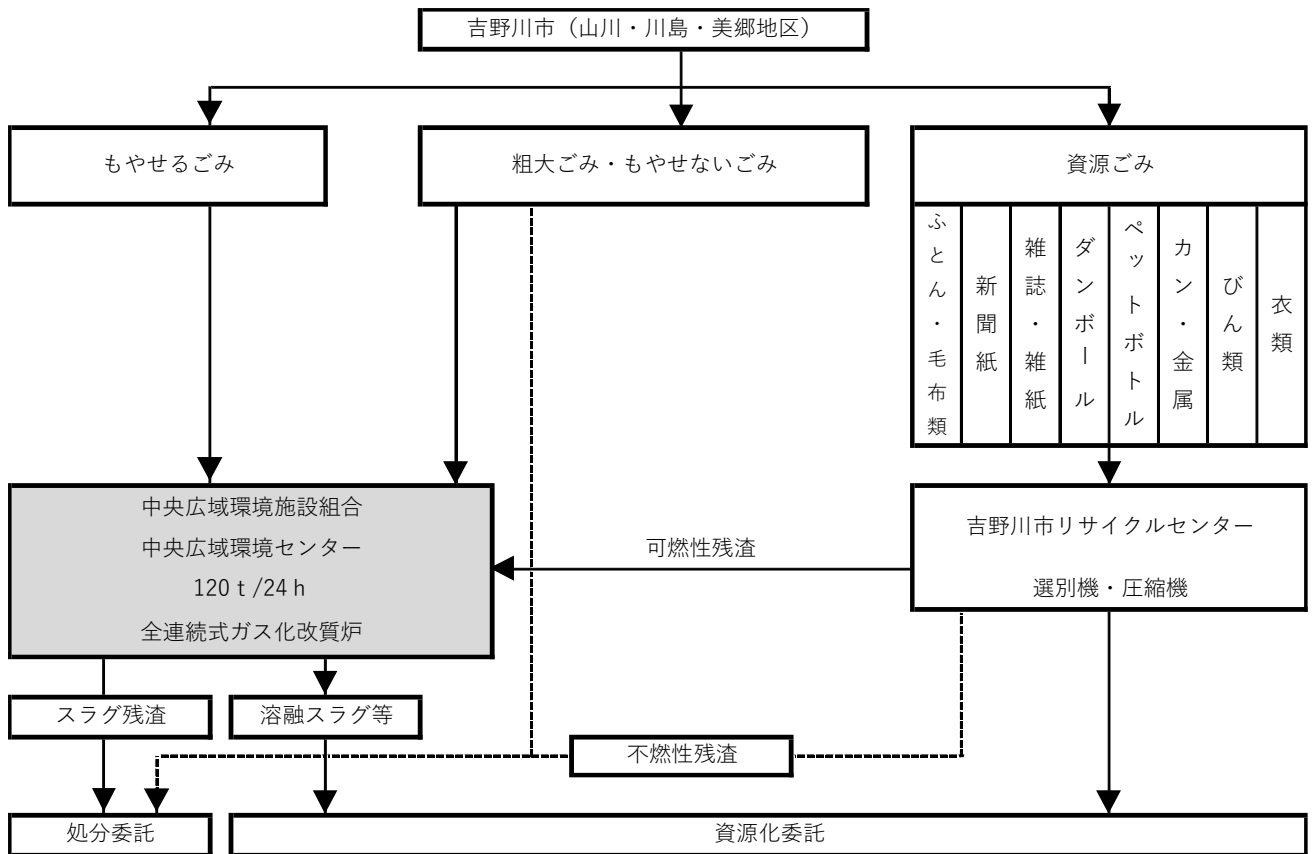 吉野川市（山川・川島・美郷地区）
もやせるごみ
粗大ごみ・もやせないごみ
資源ごみ
ふとん・毛布類
新聞紙
雑誌・雑紙
ダンボール
ペットボトル
カン・金属
びん類
衣類
中央広域環境施設組合
中央広域環境センター
120ｔ/24ｈ
全連続式ガス化改質炉
可燃性残渣
吉野川市リサイクルセンター
選別機・圧縮機
スラグ残渣
溶融スラグ等
不燃性残渣
処分委託
資源化委託